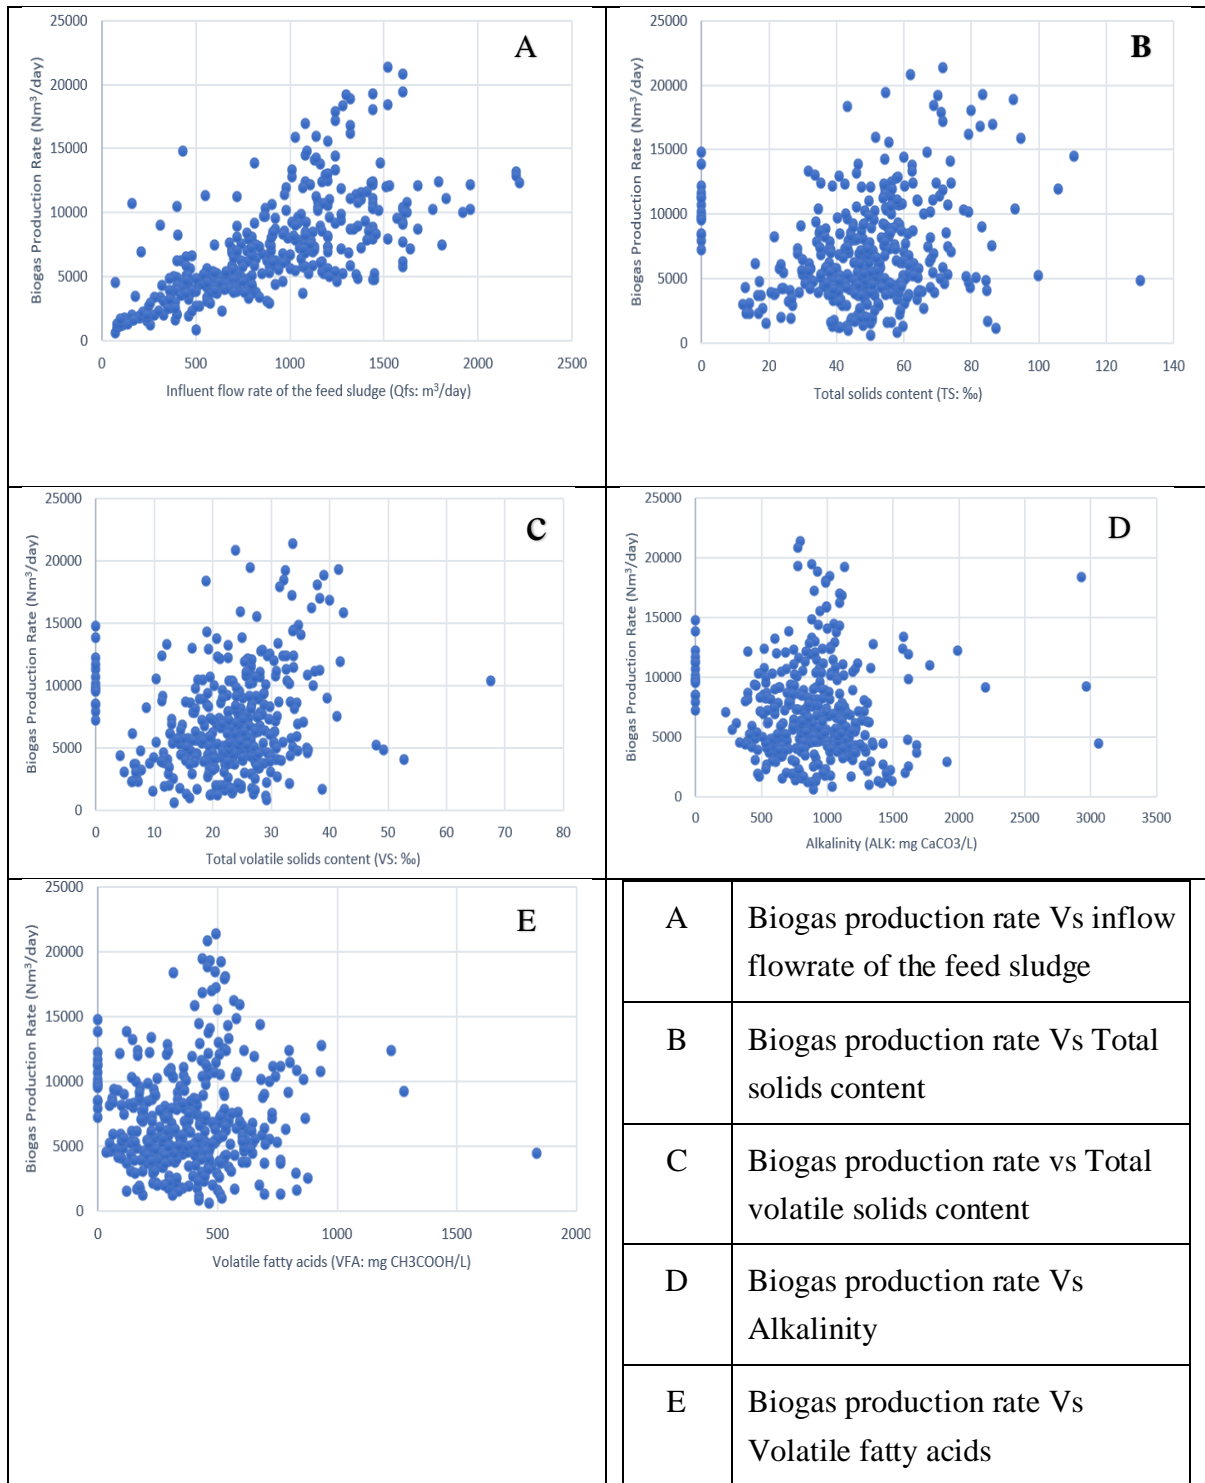 A
Biogas Production Rate (Nm³/day)
25000
20000
15000
10000
5000
0
0 500 1000 1500 2000 2500
Influent flow rate of the feed sludge (Qfs: m³/day)
B
Biogas Production Rate (Nm³/day)
25000
20000
15000
10000
5000
0
0 20 40 60 80 100 120 140
Total solids content (TS: ‰)
C
Biogas Production Rate (Nm³/day)
25000
20000
15000
10000
5000
0
0 10 20 30 40 50 60 70 80
Total volatile solids content (VS: ‰)
D
Biogas Production Rate (Nm³/day)
25000
20000
15000
10000
5000
0
0 500 1000 1500 2000 2500 3000 3500
Alkalinity (ALK: mg CaCO3/L)
E
Biogas Production Rate (Nm³/day)
25000
20000
15000
10000
5000
0
0 500 1000 1500 2000
Volatile fatty acids (VFA: mg CH3COOH/L)
A Biogas production rate Vs inflow
flowrate of the feed sludge
B Biogas production rate Vs Total
solids content
C Biogas production rate vs Total
volatile solids content
D Biogas production rate Vs
Alkalinity
E Biogas production rate Vs
Volatile fatty acids